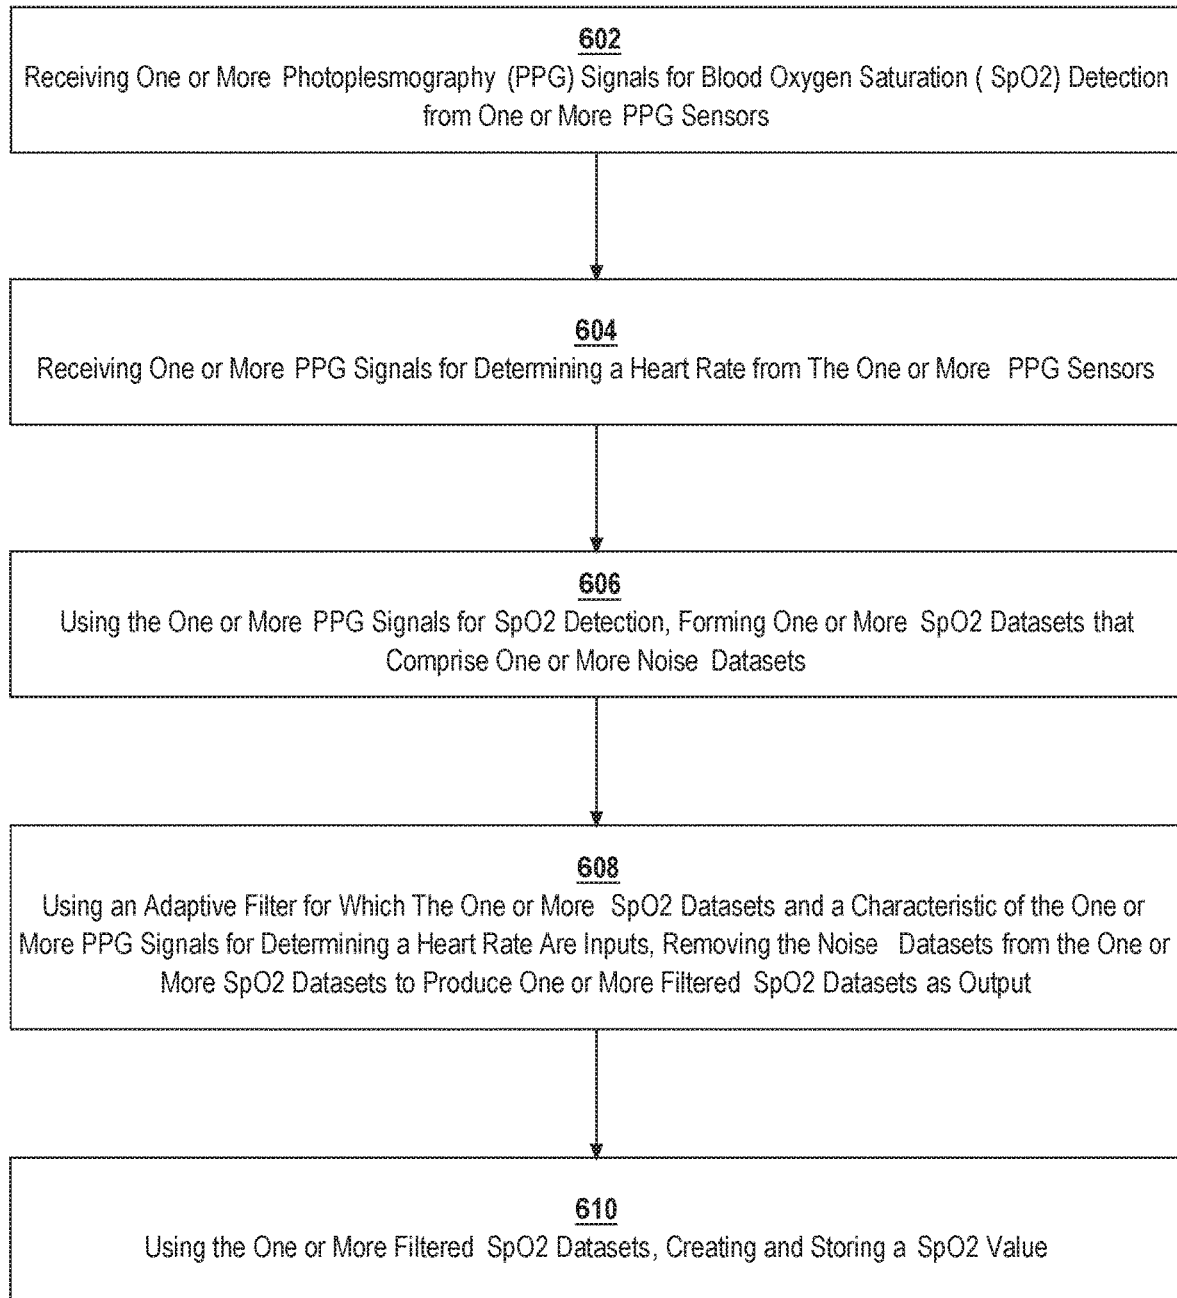 602
Receiving One or More Photoplesmography (PPG) Signals for Blood Oxygen Saturation ( SpO2) Detection
from One or More PPG Sensors
604
Receiving One or More PPG Signals for Determining a Heart Rate from The One or More PPG Sensors
606
Using the One or More PPG Signals for SpO2 Detection, Forming One or More SpO2 Datasets that
Comprise One or More Noise Datasets
608
Using an Adaptive Filter for Which The One or More SpO2 Datasets and a Characteristic of the One or
More PPG Signals for Determining a Heart Rate Are Inputs, Removing the Noise Datasets from the One or
More SpO2 Datasets to Produce One or More Filtered SpO2 Datasets as Output
610
Using the One or More Filtered SpO2 Datasets, Creating and Storing a SpO2 Value